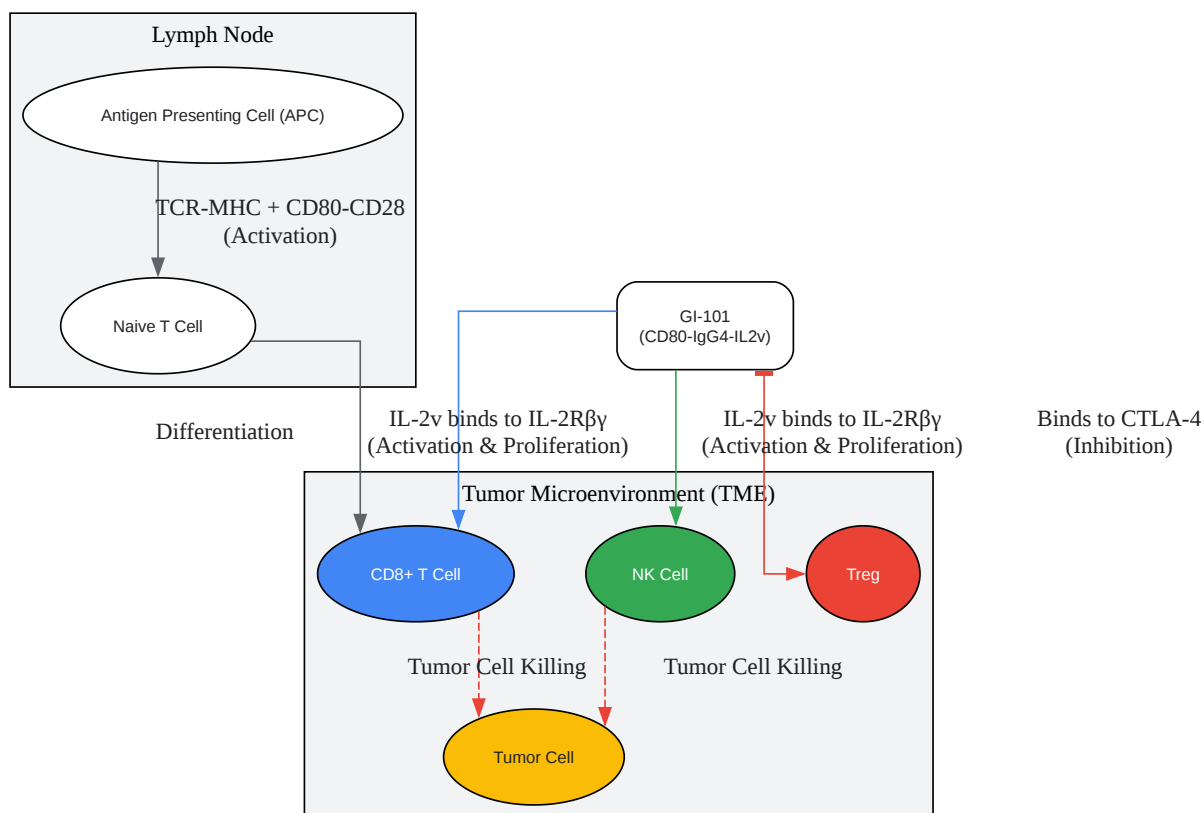 Lymph Node
Antigen Presenting Cell (APC)
TCR-MHC + CD80-CD28
(Activation)
Naive T Cell
GI-101
(CD80-IgG4-IL2v)
Differentiation
IL-2v binds to IL-2Rβγ
(Activation & Proliferation)
IL-2v binds to IL-2Rβγ
(Activation & Proliferation)
Binds to CTLA-4
(Inhibition)
Tumor Microenvironment (TME)
CD8+ T Cell
NK Cell
Treg
Tumor Cell Killing
Tumor Cell Killing
Tumor Cell